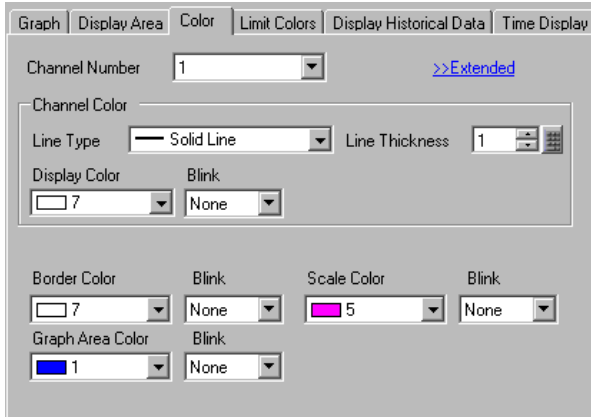 Graph Display Area Color Limit Colors Display Historical Data Time Display
Channel Number 1 >>Extended
Channel Color
Line Type Solid Line Line Thickness 1
Display Color Blink
7 None
Border Color Blink Scale Color Blink
7 None 5 None
Graph Area Color Blink
1 None